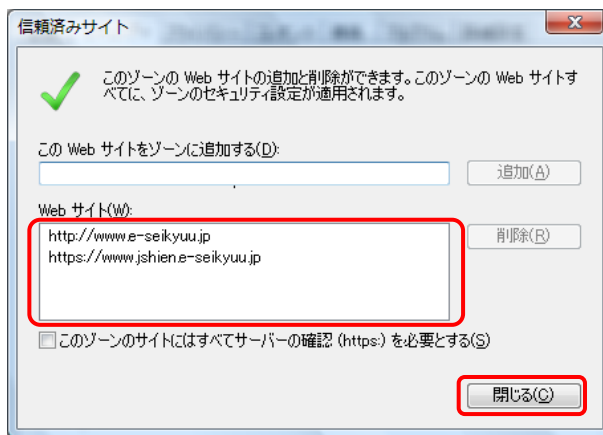 信頼済みサイト
このゾーンの Web サイトの追加と削除ができます。このゾーンの Web サイトす
べてに、ゾーンのセキュリティ設定が適用されます。
この Web サイトをゾーンに追加する(D):
追加(A)
Web サイト(W):
http://www.e-seikyuu.jp
削除(R)
https://www.jshien.e-seikyuu.jp
このゾーンのサイトにはすべてサーバーの確認 (https:) を必要とする(S)
閉じる(C)